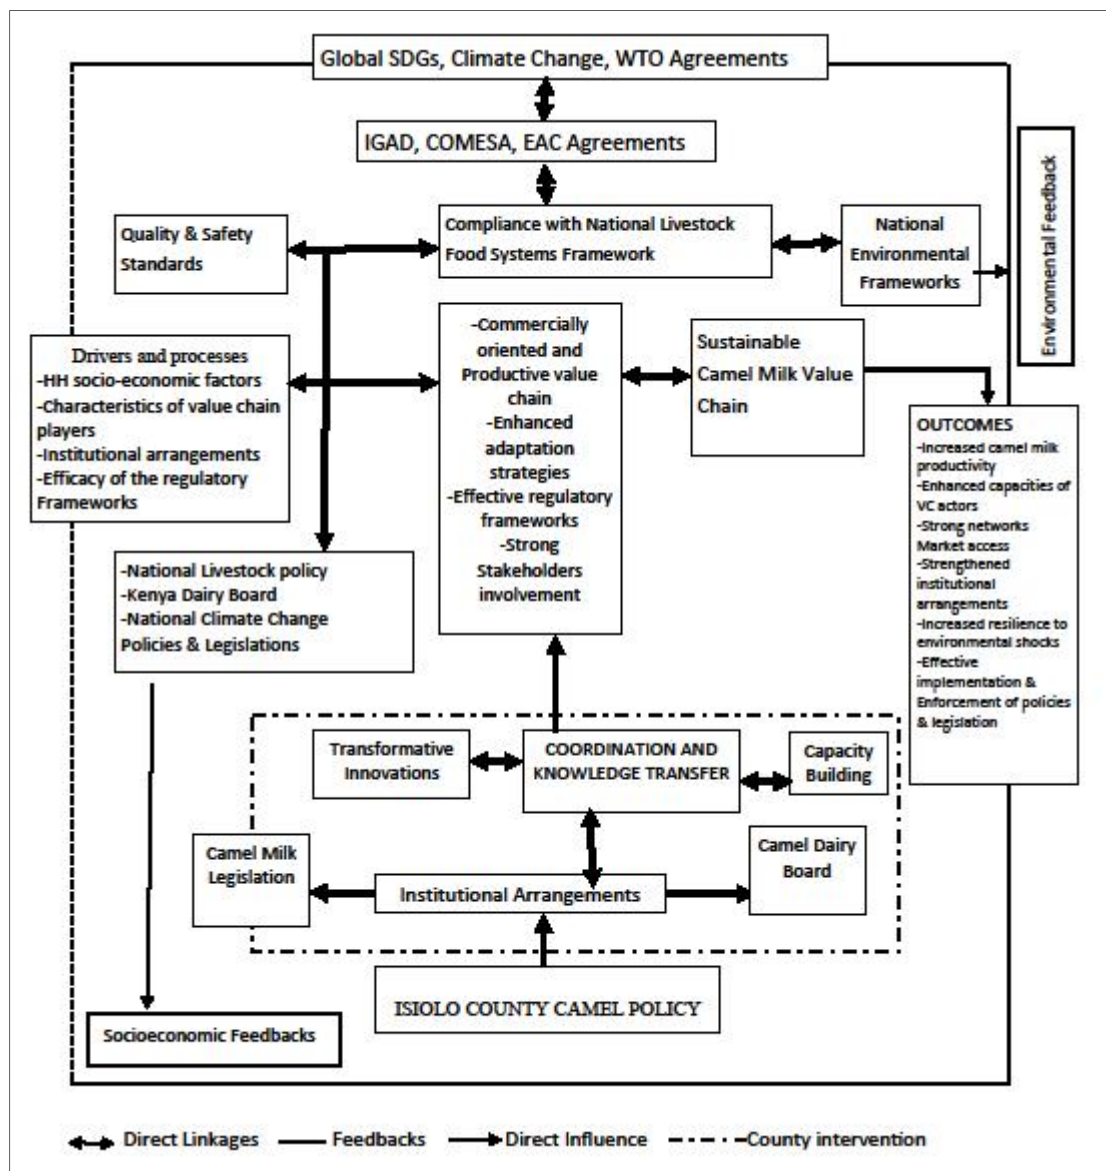 Global SDGs, Climate Change, WTO Agreements
IGAD, COMESA, EAC Agreements
Quality & Safety
Standards
Compliance with National Livestock
Food Systems Framework
National
Environmental
Frameworks
Environmental Feedback
Drivers and processes
-HH socio-economic factors
-Characteristics of value chain
players
-Institutional arrangements
-Efficacy of the regulatory
Frameworks
-Commercially
oriented and
Productive value
chain
-Enhanced
adaptation
strategies
-Effective regulatory
frameworks
-Strong
Stakeholders
involvement
Sustainable
Camel Milk Value
Chain
OUTCOMES
-Increased camel milk
productivity
-Enhanced capacities of
VC actors
-Strong networks
Market access
-Strengthened
institutional
arrangements
-Increased resilience to
environmental shocks
-Effective
implementation &
Enforcement of policies
& legislation
-National Livestock policy
-Kenya Dairy Board
-National Climate Change
Policies & Legislations
Transformative
Innovations
COORDINATION AND
KNOWLEDGE TRANSFER
Capacity
Building
Camel Milk
Legislation
Institutional Arrangements
Camel Dairy
Board
ISIOLO COUNTY CAMEL POLICY
Socioeconomic Feedbacks
Direct Linkages Feedbacks Direct Influence County intervention